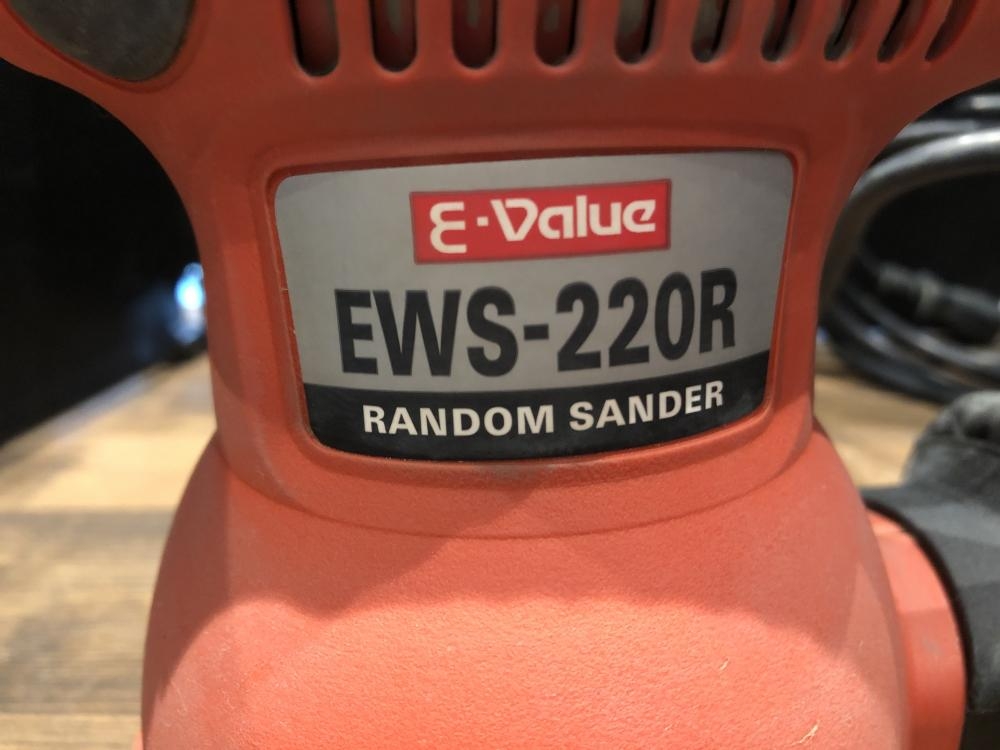 E-Value
EWS-220R
RANDOM SANDER